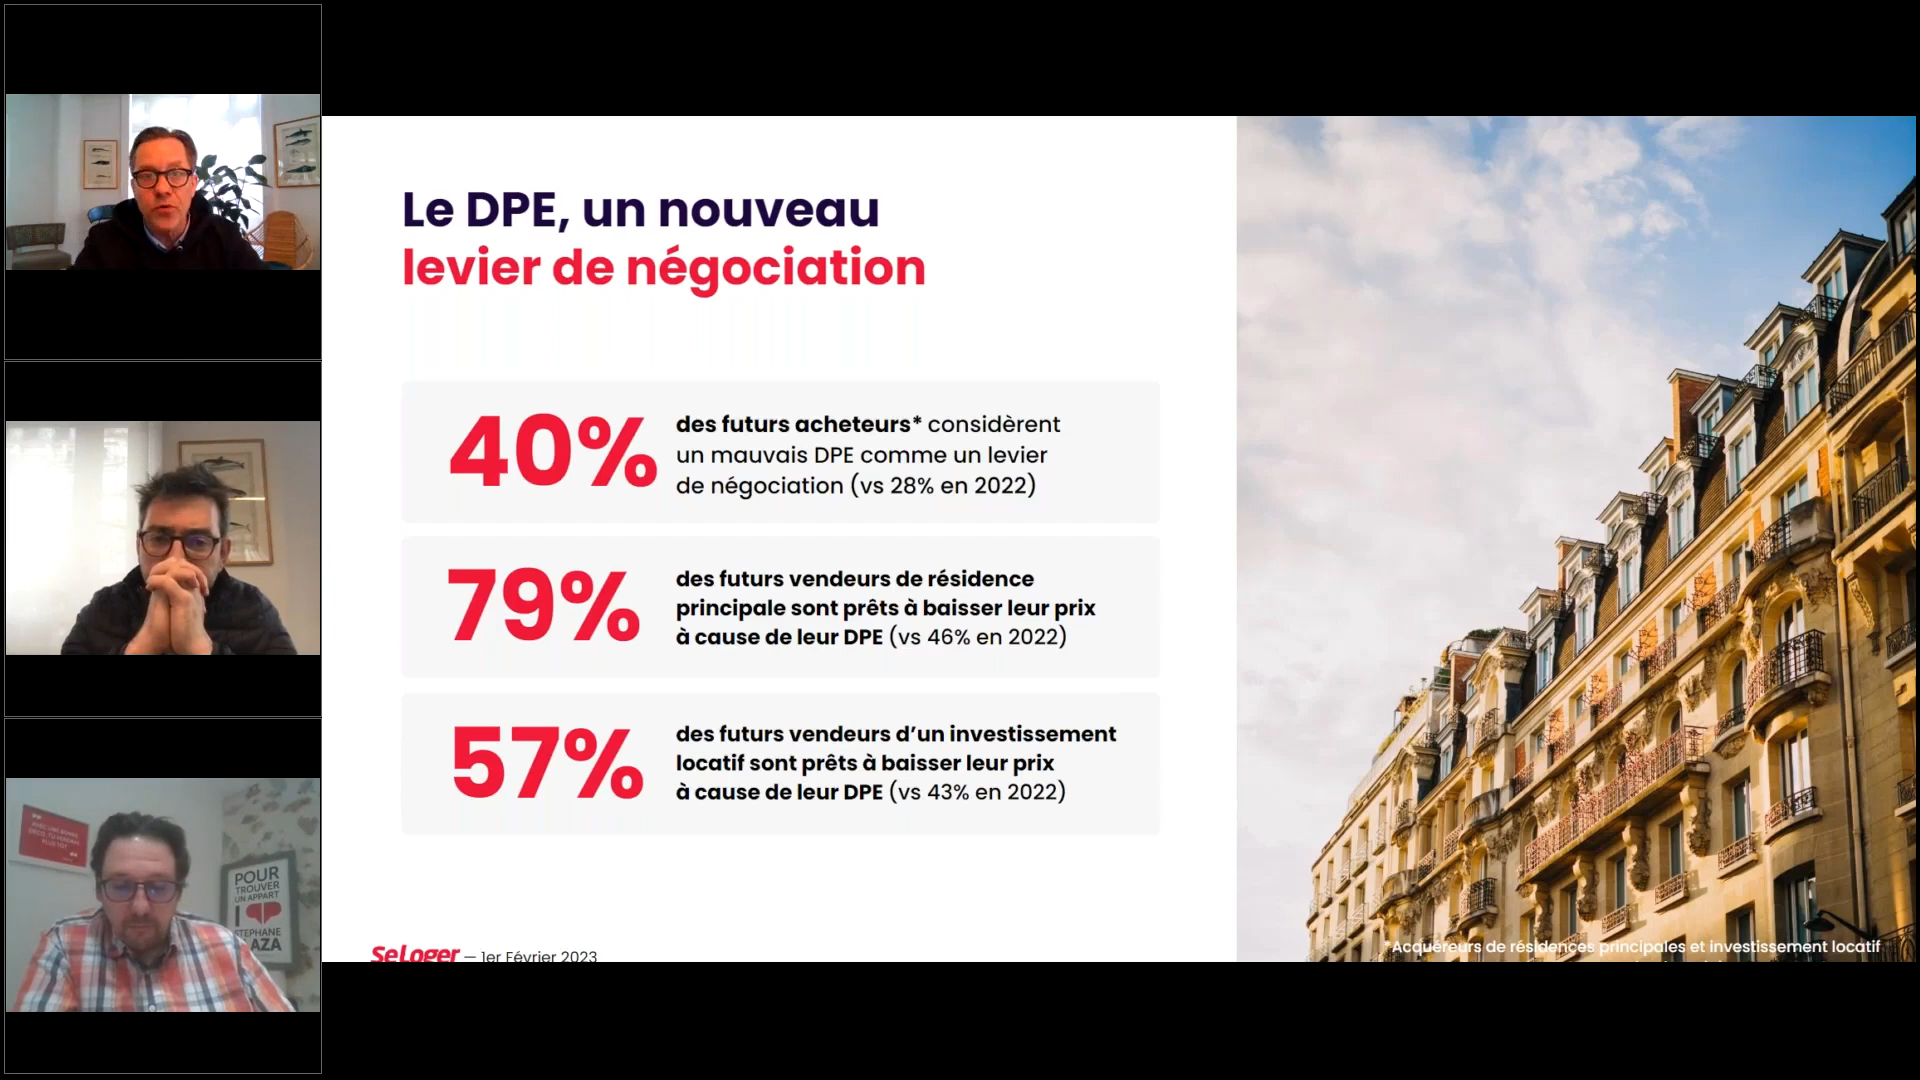 Le DPE, un nouveau
levier de négociation
40%
des futurs acheteurs* considèrent
un mauvais DPE comme un levier
de négociation (vs 28% en 2022)
79%
des futurs vendeurs de résidence
principale sont prêts à baisser leur prix
à cause de leur DPE (vs 46% en 2022)
57%
des futurs vendeurs d’un investissement
locatif sont prêts à baisser leur prix
à cause de leur DPE (vs 43% en 2022)
SeLoger — 1er Février 2023
*Acquéreurs de résidences principales et investissement locatif
POUR
TROUVER
UN APPART
I
STEPHANE
AZA